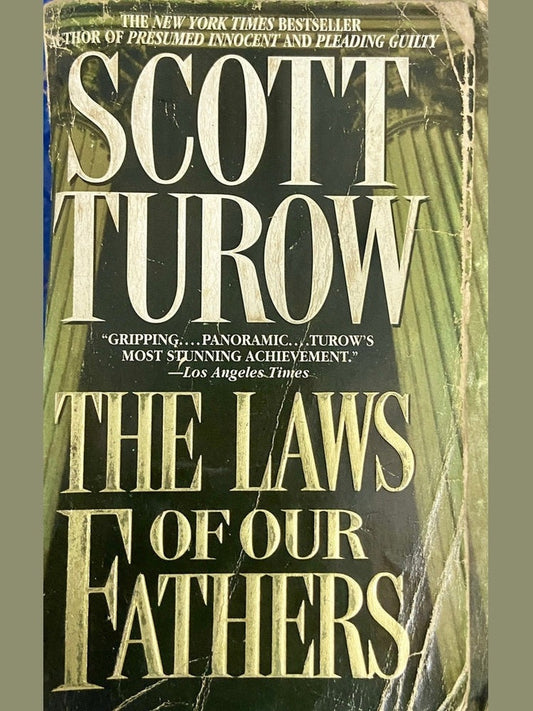 THE NEW YORK TIMES BESTSELLER
AUTHOR OF PRESUMED INNOCENT AND PLEADING GUILTY
SCOTT
TUROW
"GRIPPING....PANORAMIC....TUROW'S
MOST STUNNING ACHIEVEMENT."
—Los Angeles Times
THE LAWS
OF OUR
FATHERS